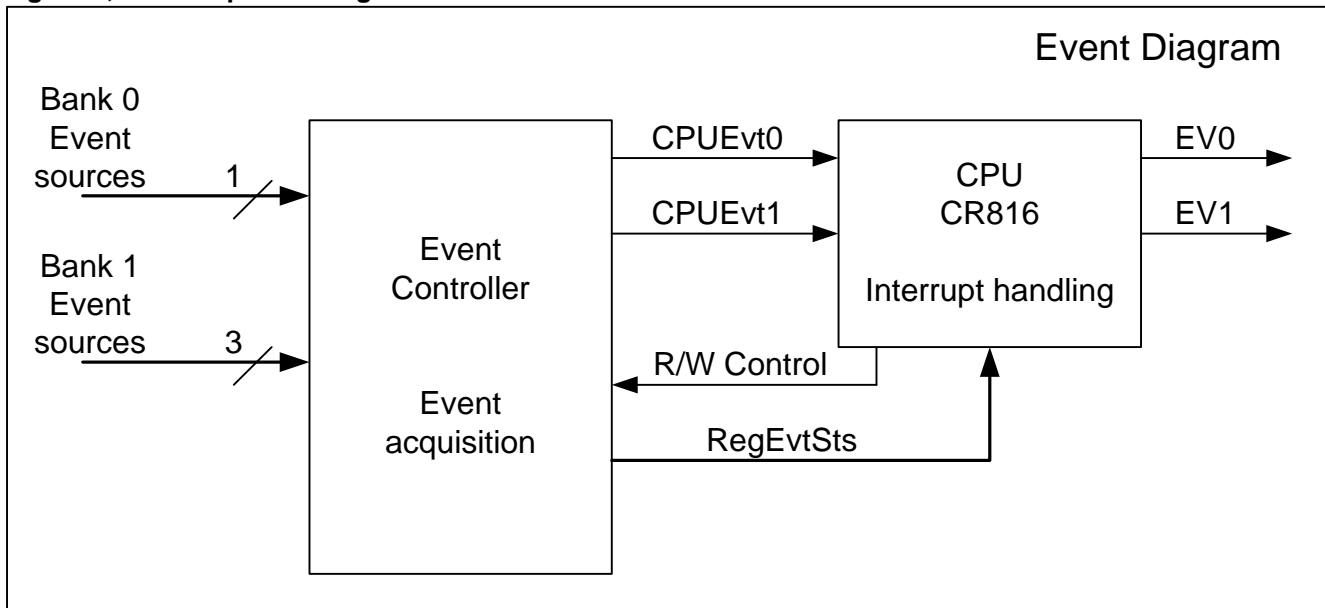 Event Diagram
Bank 0
Event
sources
1
Bank 1
Event
sources
3
Event
Controller
Event
acquisition
CPUEvt0
CPUEvt1
R/W Control
RegEvtSts
CPU
CR816
Interrupt handling
EV0
EV1